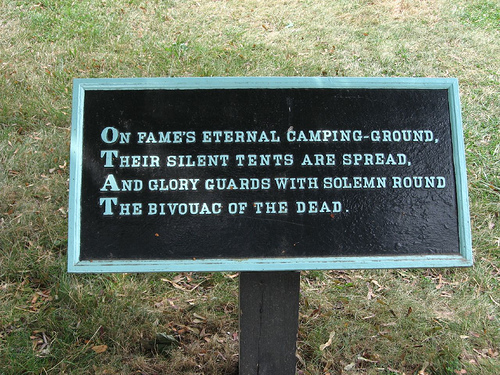 ON FAME'S ETERNAL CAMPING-GROUND,
THEIR SILENT TENTS ARE SPREAD,
AND GLORY GUARDS WITH SOLEMN ROUND
THE BIVOUAC OF THE DEAD.